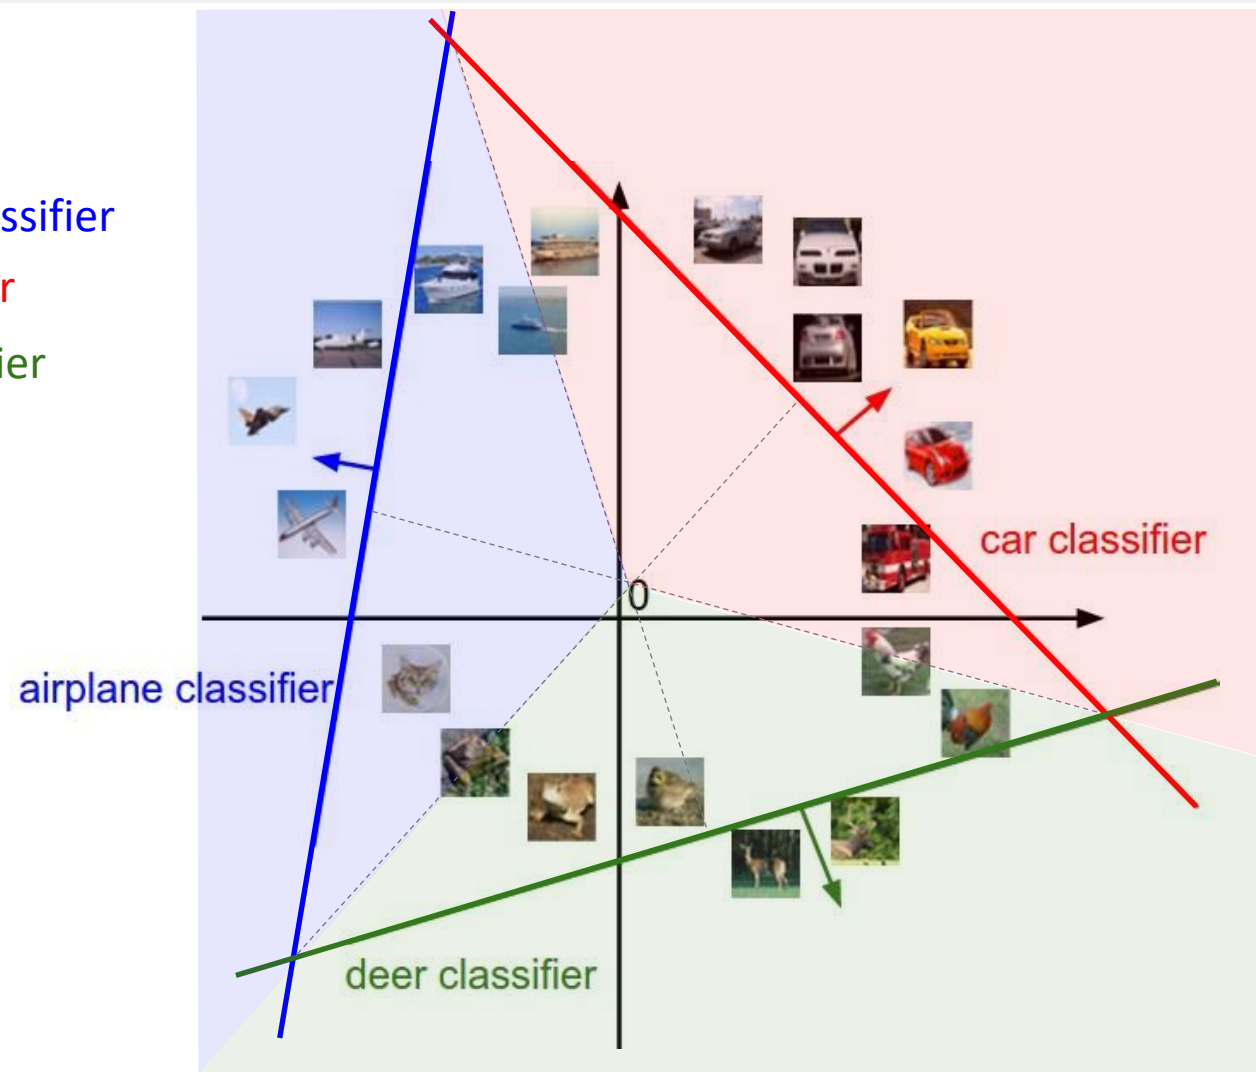 ssifier
r
ier
0
car classifier
airplane classifier
deer classifier